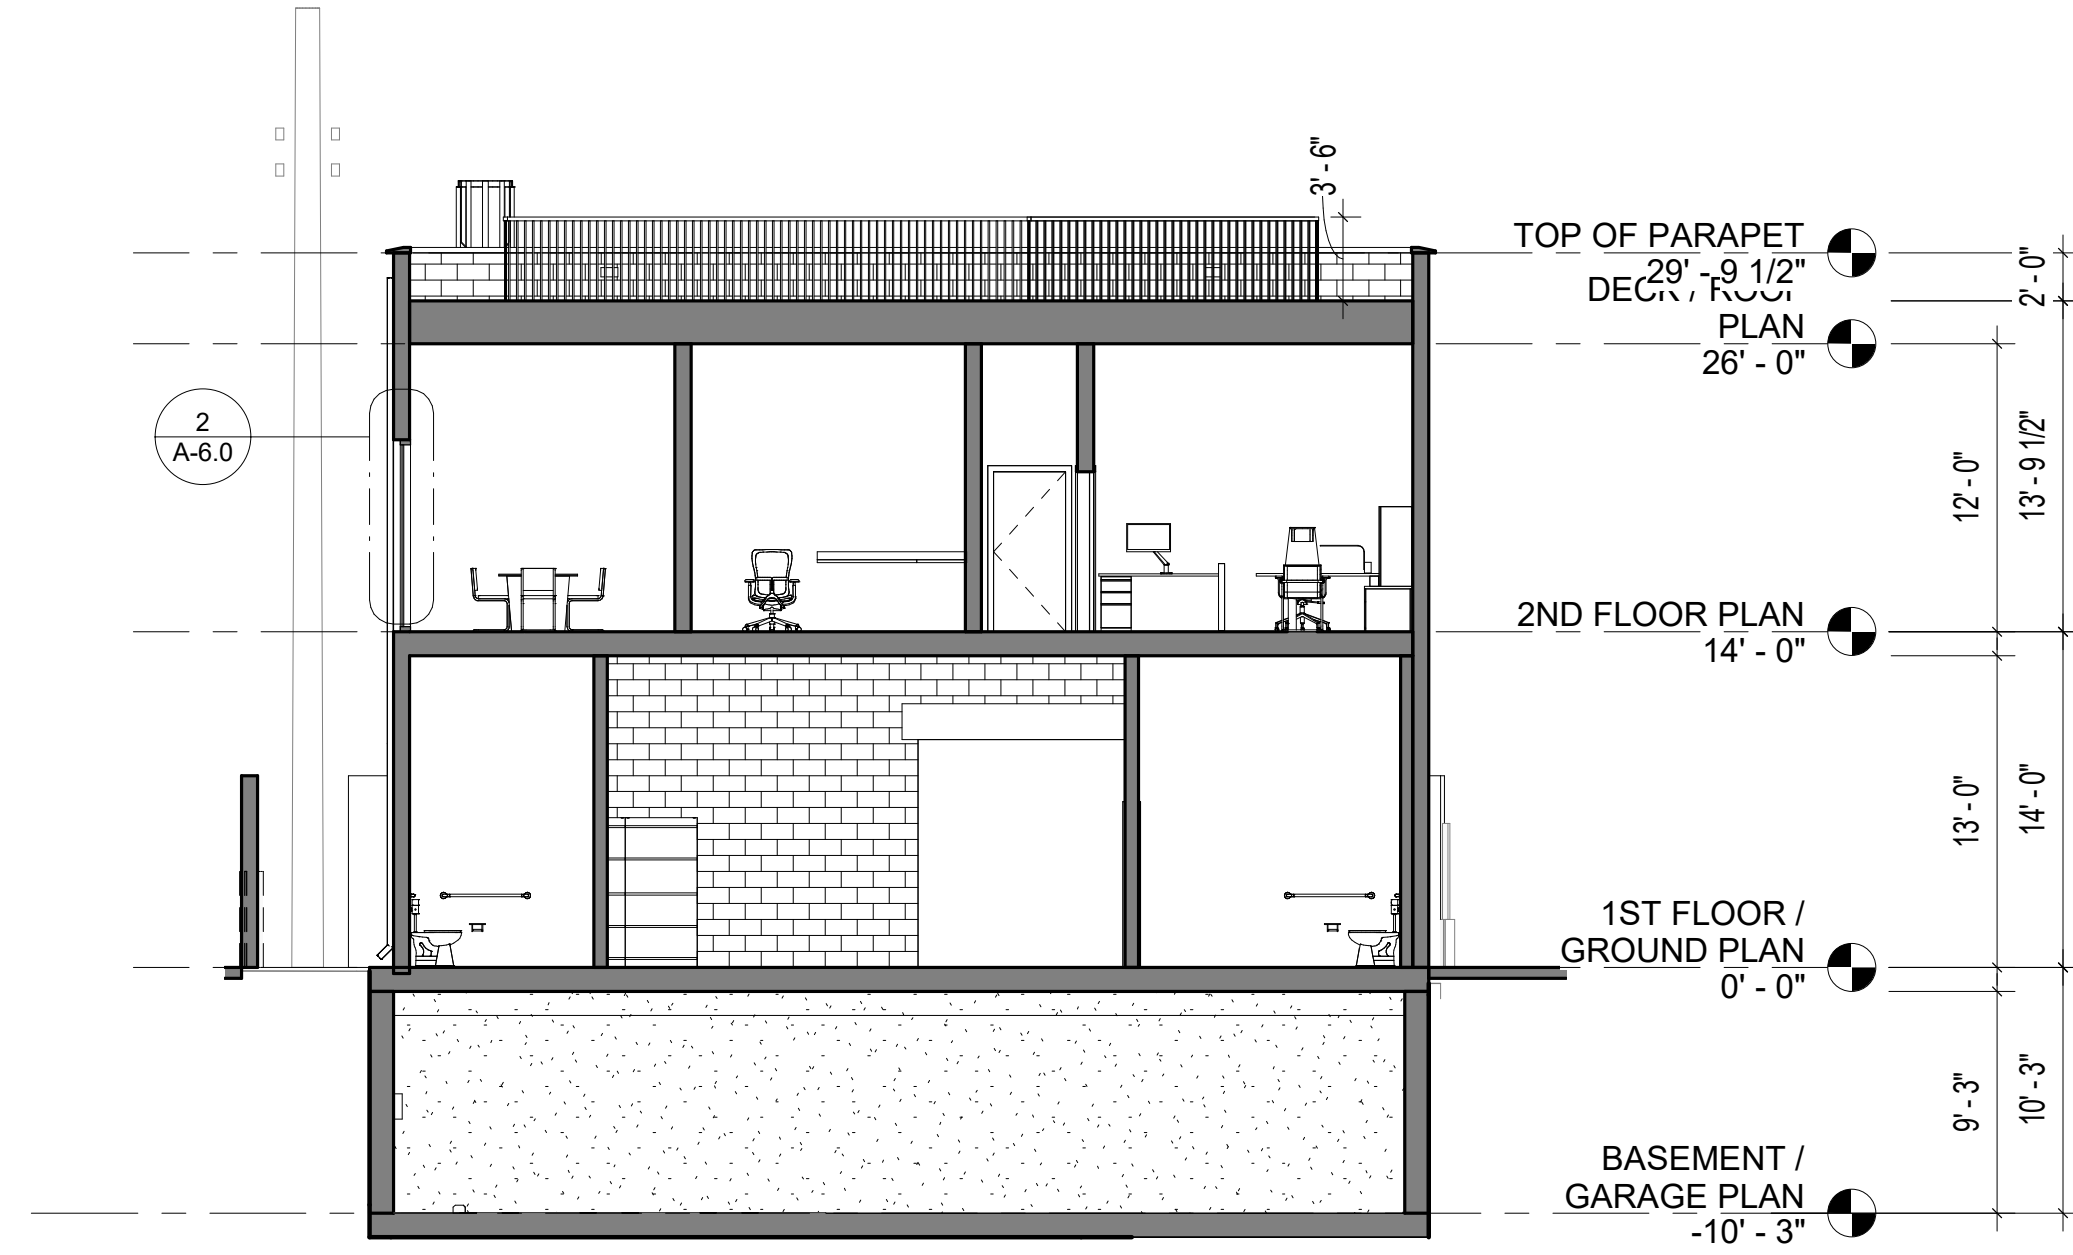 3' - 6"
TOP OF PARAPET
29' - 9 1/2"
DECK / ROOF
PLAN
26' - 0"
2' - 0"
2
A-6.0
12' - 0"
13' - 9 1/2"
2ND FLOOR PLAN
14' - 0"
13' - 0"
14' - 0"
1ST FLOOR /
GROUND PLAN
0' - 0"
9' - 3"
10' - 3"
BASEMENT /
GARAGE PLAN
-10' - 3"